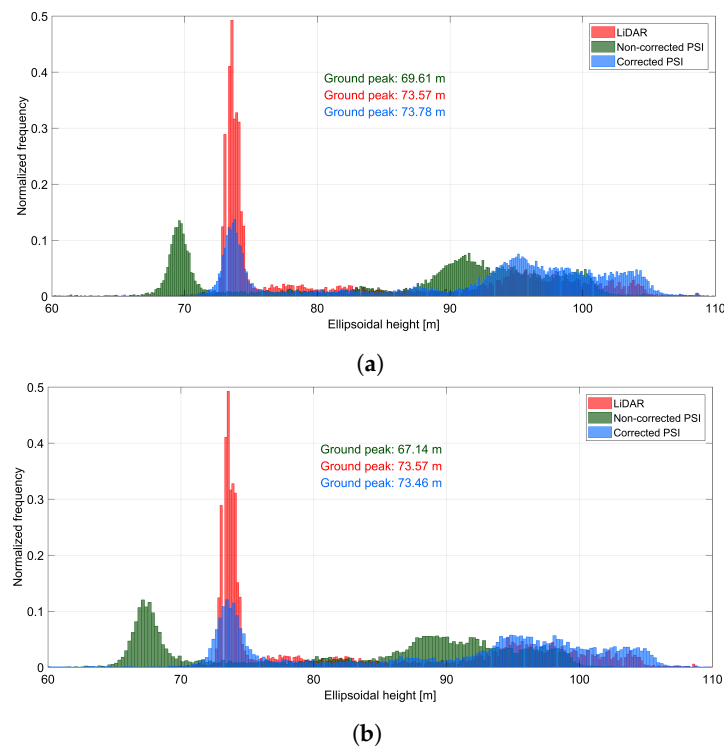 0.5
0.4
0.3
0.2
0.1
0
Normalized frequency
LiDAR
Non-corrected PSI
Corrected PSI
Ground peak: 69.61 m
Ground peak: 73.57 m
Ground peak: 73.78 m
60 70 80 90 100 110
Ellipsoidal height [m]
(a)
0.5
0.4
0.3
0.2
0.1
0
Normalized frequency
LiDAR
Non-corrected PSI
Corrected PSI
Ground peak: 67.14 m
Ground peak: 73.57 m
Ground peak: 73.46 m
60 70 80 90 100 110
Ellipsoidal height [m]
(b)